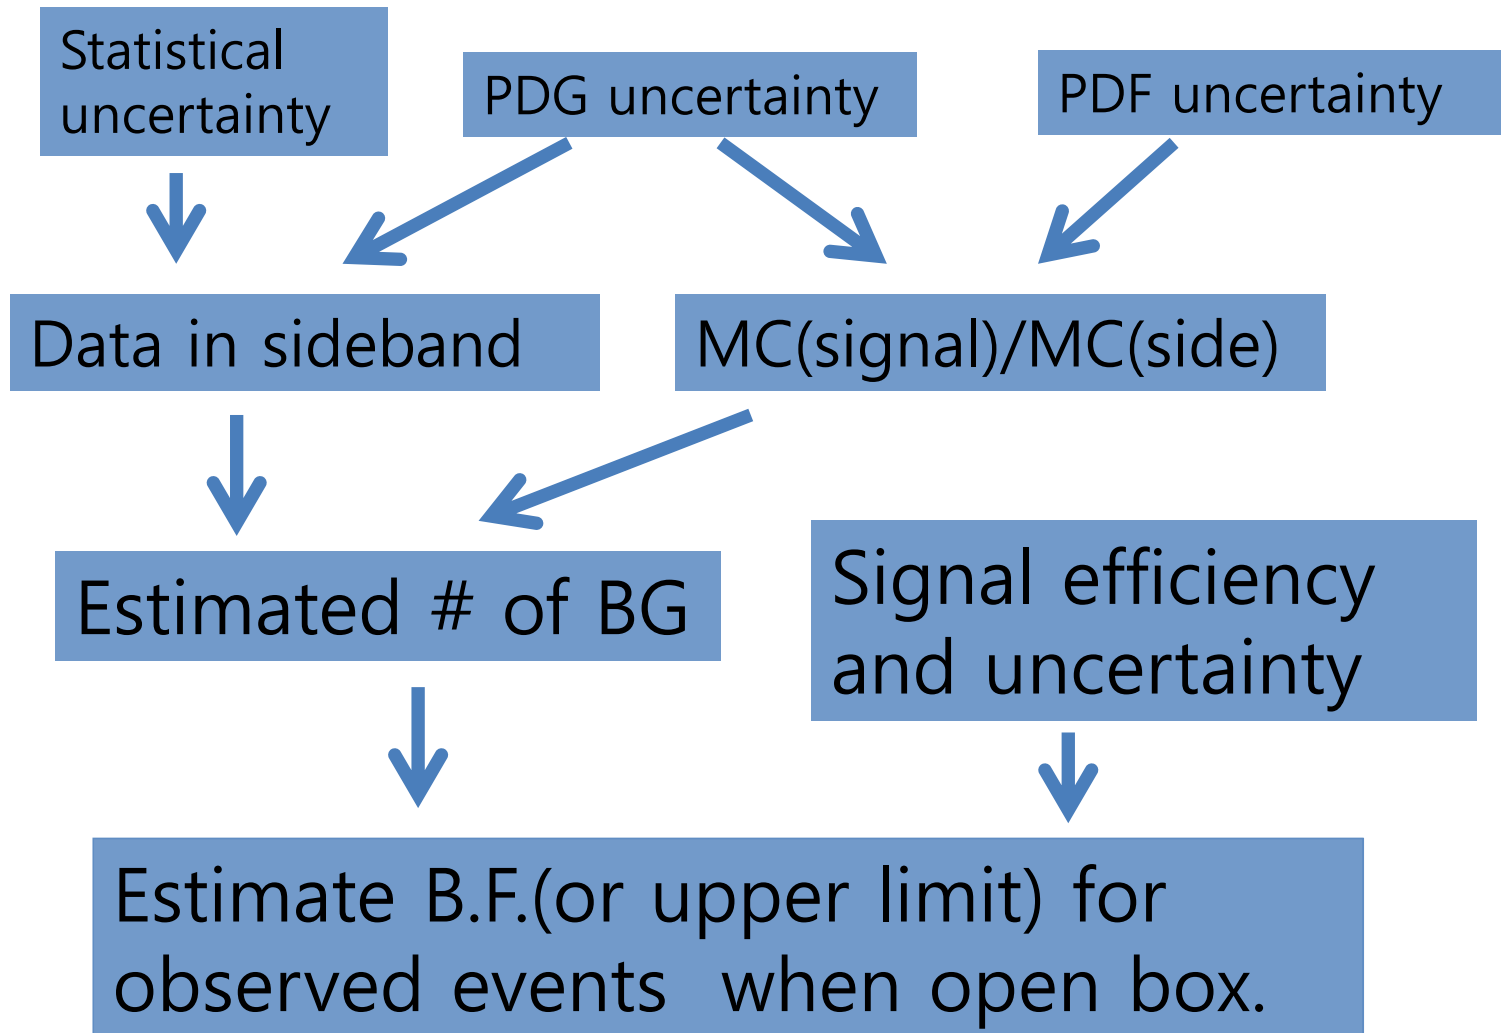 Statistical
uncertainty
PDG uncertainty
PDF uncertainty
Data in sideband
MC(signal)/MC(side)
Estimated # of BG
Signal efficiency
and uncertainty
Estimate B.F.(or upper limit) for
observed events  when open box.